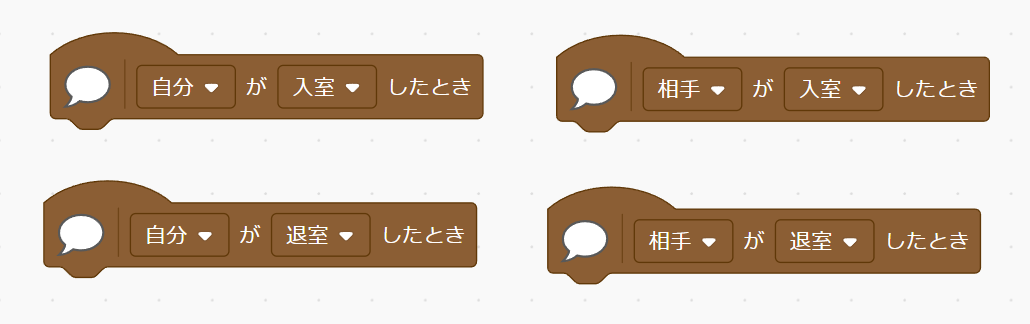 自分 が 入室 したとき
相手 が 入室 したとき
自分 が 退室 したとき
相手 が 退室 したとき